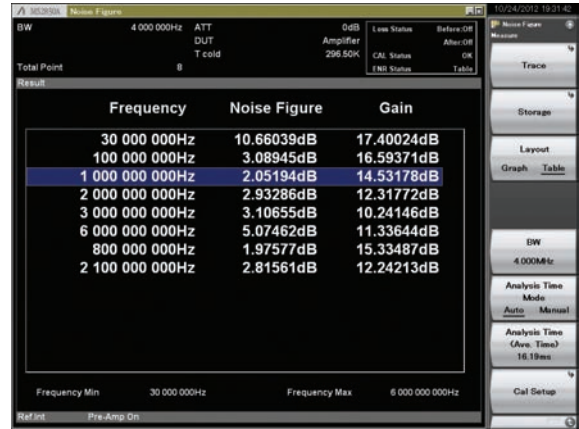 MS2850A Noise Figure
10/24/2012 19:31:42
BW 4 000 000Hz ATT 0dB
DUT Amplifier
T cold 296.50K
Total Point 8
Loss Status Before:Off
After:Off
CAL Status OK
ENR Status Table
Result
Frequency Noise Figure Gain
30 000 000Hz 10.66039dB 17.40024dB
100 000 000Hz 3.08945dB 16.59371dB
1 000 000 000Hz 2.05194dB 14.53178dB
2 000 000 000Hz 2.93286dB 12.31772dB
3 000 000 000Hz 3.10655dB 10.24146dB
6 000 000 000Hz 5.07462dB 11.33644dB
800 000 000Hz 1.97577dB 15.33487dB
2 100 000 000Hz 2.81561dB 12.24213dB
Frequency Min 30 000 000Hz Frequency Max 6 000 000 000Hz
Ref.Int Pre-Amp On
Noise Figure
Measure
Trace
Storage
Layout
Graph Table
BW
4.000MHz
Analysis Time
Mode
Auto Manual
Analysis Time
(Ave. Time)
16.19ms
Cal Setup